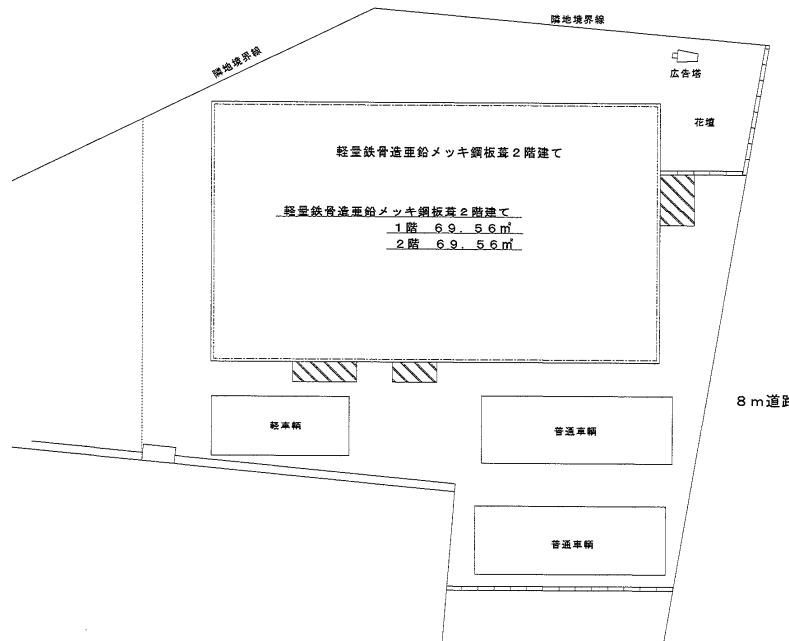 隣地境界線
隣地境界線
広告塔
花壇
軽量鉄骨造亜鉛メッキ鋼板葺２階建て
軽量鉄骨造亜鉛メッキ鋼板葺２階建て
１階　６９．５６㎡
２階　６９．５６㎡
８ｍ道路
軽車輌
普通車輌
普通車輌